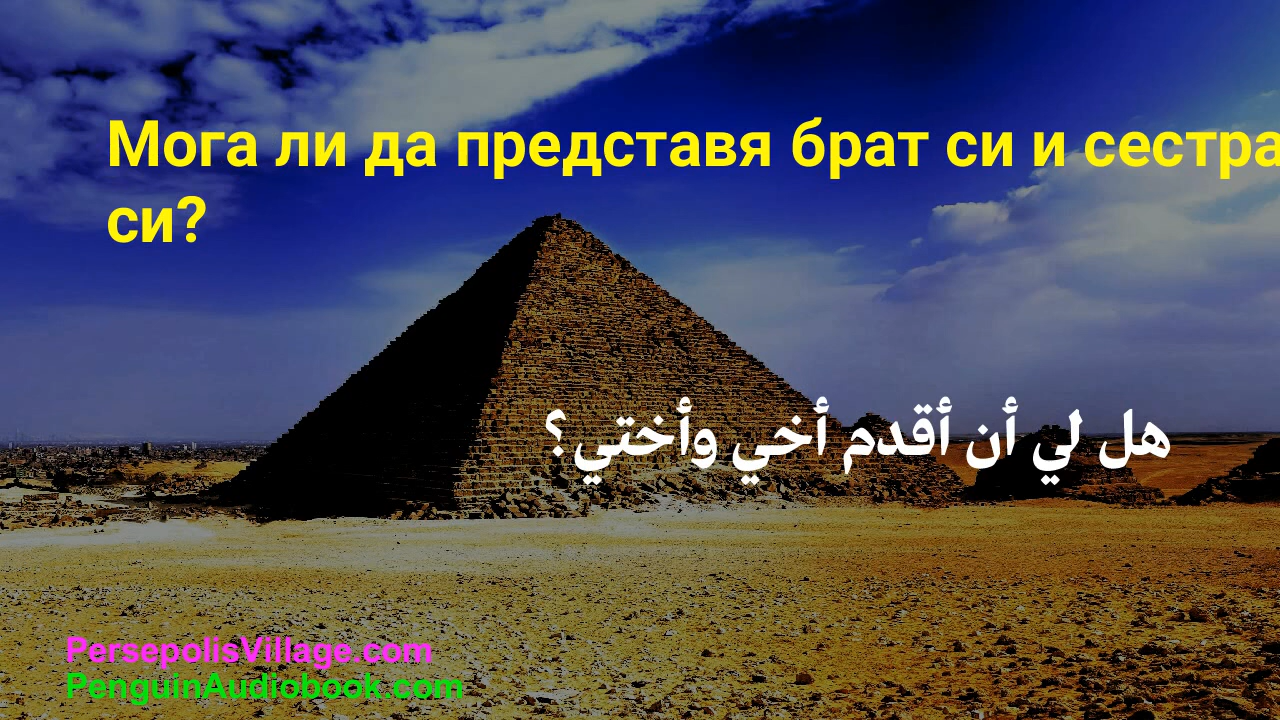 Мога ли да представя брат си и сестра
си?
هل لي أن أقدم أخي وأختي؟
PersepolisVillage.com
PenguinAudiobook.com